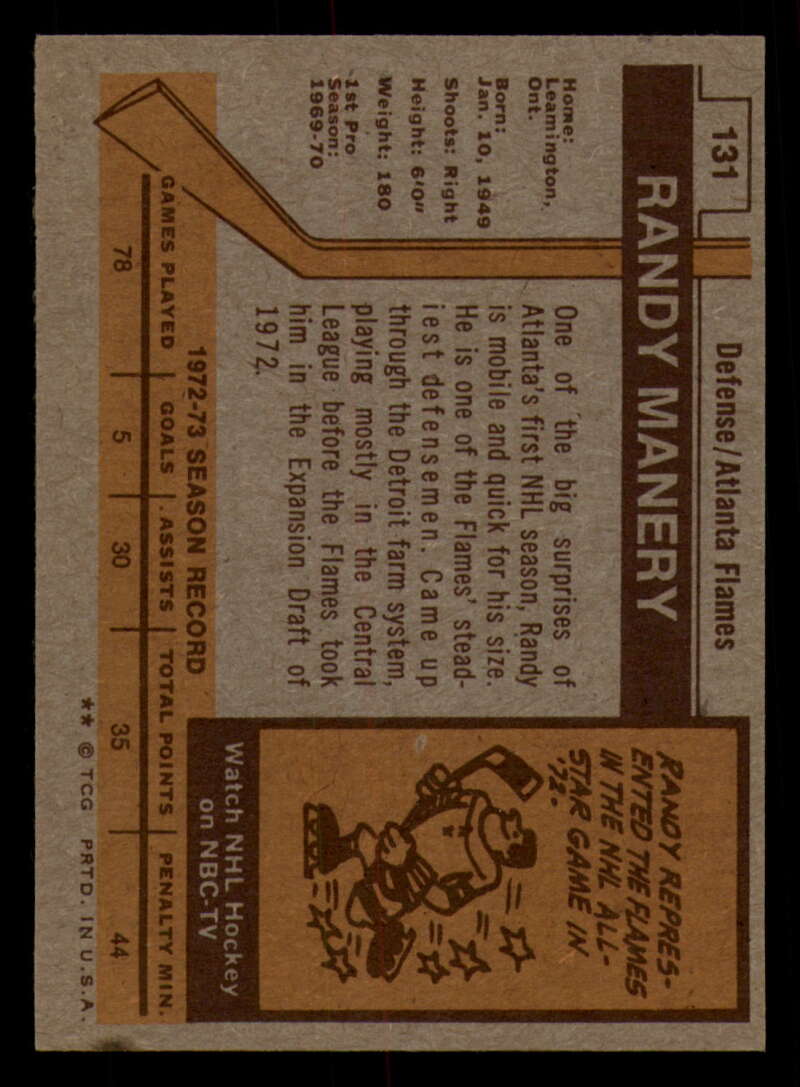 131
Defense/Atlanta Flames
RANDY MANERY
Home:
Leamington,
Ont.
Born:
Jan. 10, 1949
Shoots: Right
Height: 6'0"
Weight: 180
1st Pro
Season:
1969-70
One of the big surprises of
Atlanta's first NHL season, Randy
is mobile and quick for his size.
He is one of the Flames' stead-
iest defensemen. Came up
through the Detroit farm system,
playing mostly in the Central
League before the Flames took
him in the Expansion Draft of
1972.
RANDY REPRES-
ENTED THE FLAMES
IN THE NHL ALL-
STAR GAME IN
'72.
Watch NHL Hockey
on NBC-TV
1972-73 SEASON RECORD
GAMES PLAYED GOALS ASSISTS TOTAL POINTS PENALTY MIN.
78 5 30 35 44
** © TCG PRTD. IN U.S.A.